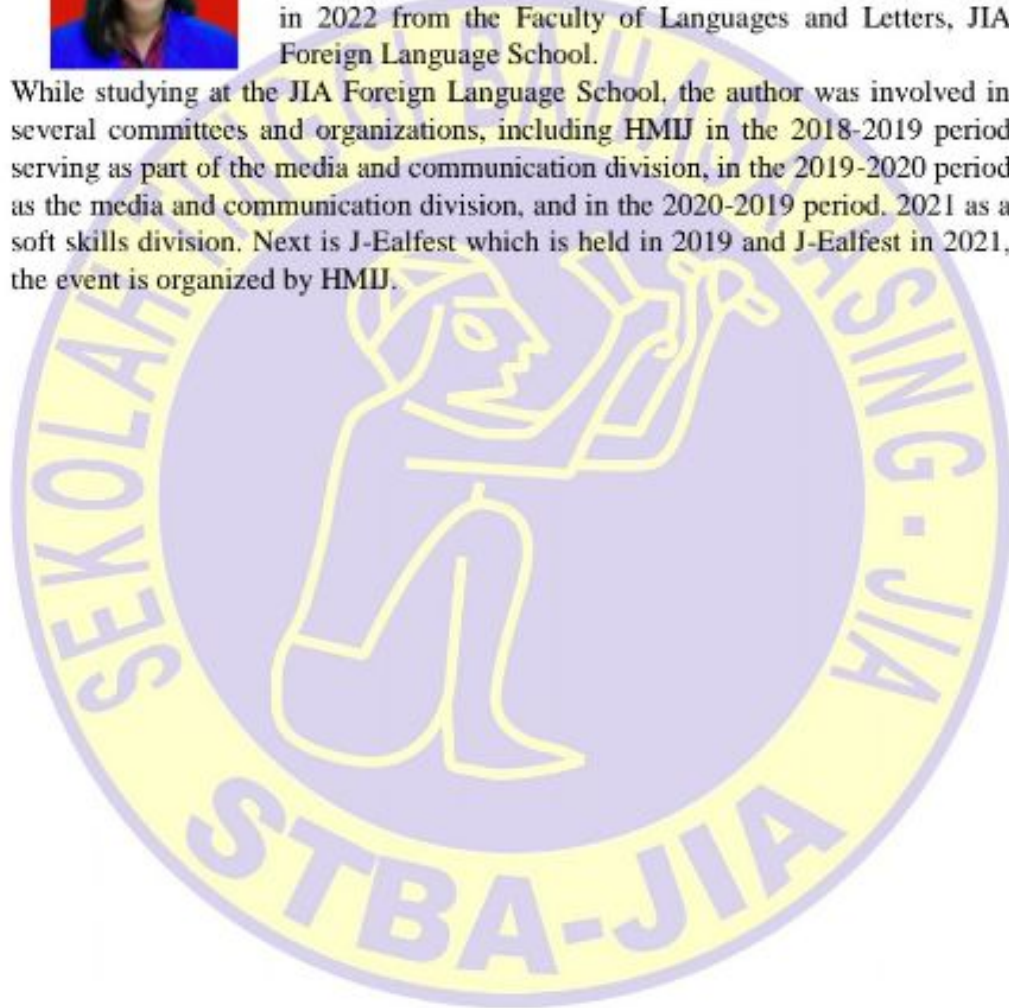 in 2022 from the Faculty of Languages and Letters, JIA
Foreign Language School.
While studying at the JIA Foreign Language School, the author was involved in
several committees and organizations, including HMIJ in the 2018-2019 period
serving as part of the media and communication division, in the 2019-2020 period
as the media and communication division, and in the 2020-2019 period. 2021 as a
soft skills division. Next is J-Ealfest which is held in 2019 and J-Ealfest in 2021,
the event is organized by HMIJ.
SEKOLAH TINGGI BAHASA ASING · JIA
STBA-JIA